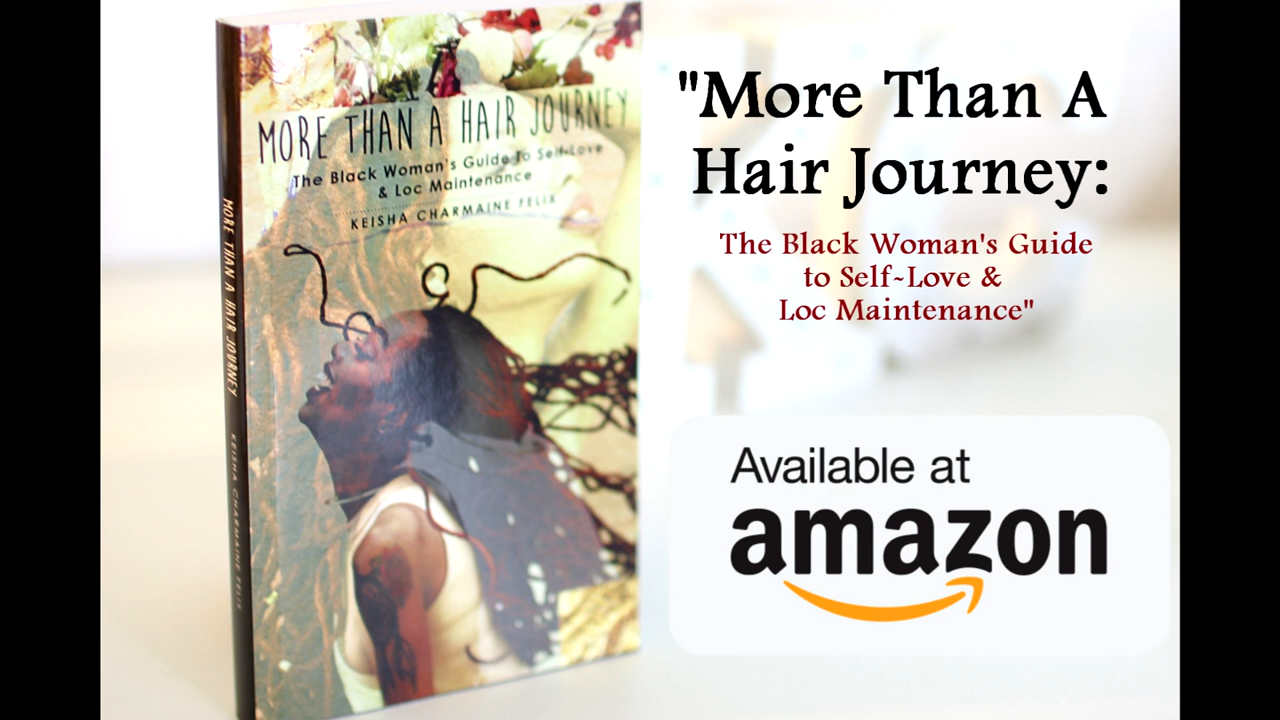 MORE THAN A HAIR JOURNEY
The Black Woman's Guide to Self-Love
& Loc Maintenance
KEISHA CHARMAINE FELIX
MORE THAN A HAIR JOURNEY KEISHA CHARMAINE FELIX
"More Than A
Hair Journey:
The Black Woman's Guide
to Self-Love &
Loc Maintenance"
Available at
amazon